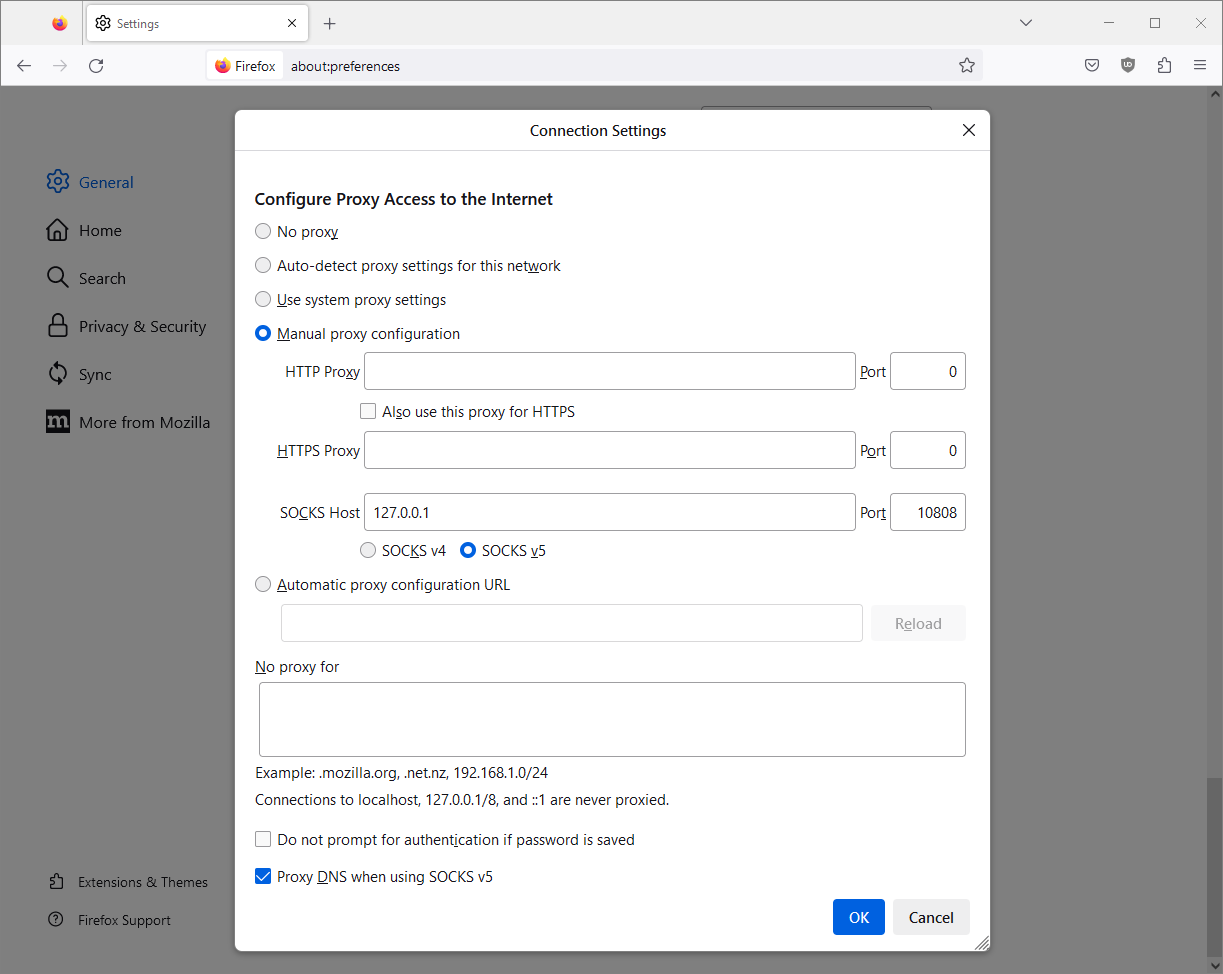 Settings
Firefox about:preferences
Connection Settings
Configure Proxy Access to the Internet
General
No proxy
Home
Auto-detect proxy settings for this network
Search
Use system proxy settings
Privacy & Security
Manual proxy configuration
Sync
HTTP Proxy Port 0
Also use this proxy for HTTPS
m More from Mozilla
HTTPS Proxy Port 0
SOCKS Host 127.0.0.1 Port 10808
SOCKS v4 SOCKS v5
Automatic proxy configuration URL
Reload
No proxy for
Example: .mozilla.org, .net.nz, 192.168.1.0/24
Connections to localhost, 127.0.0.1/8, and ::1 are never proxied.
Do not prompt for authentication if password is saved
Proxy DNS when using SOCKS v5
Extensions & Themes
Firefox Support
OK Cancel